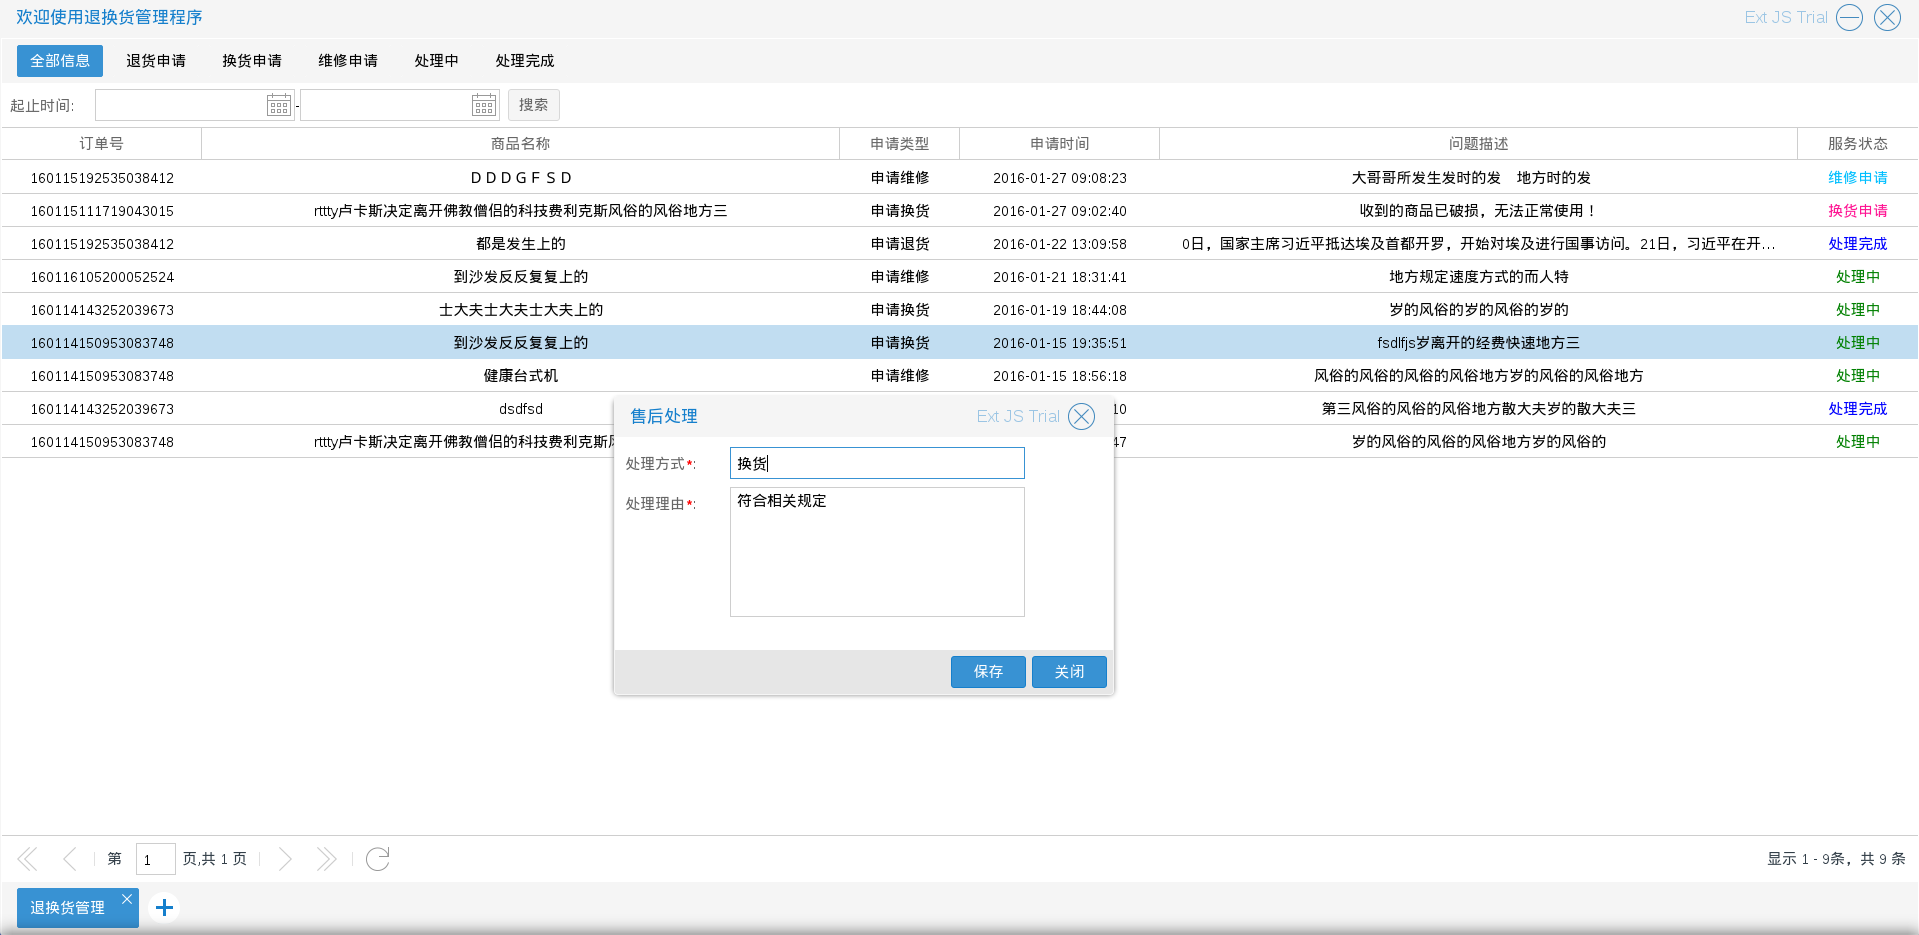 欢迎使用退换货管理程序 Ext JS Trial
全部信息 退货申请 换货申请 维修申请 处理中 处理完成
起止时间: - 搜索
订单号 商品名称 申请类型 申请时间 问题描述 服务状态
160115192535038412 ＤＤＤＧＦＳＤ 申请维修 2016-01-27 09:08:23 大哥哥所发生发时的发　地方时的发 维修申请
160115111719043015 rttty卢卡斯决定离开佛教僧侣的科技费利克斯风俗的风俗地方三 申请换货 2016-01-27 09:02:40 收到的商品已破损，无法正常使用！ 换货申请
160115192535038412 都是发生上的 申请退货 2016-01-22 13:09:58 0日，国家主席习近平抵达埃及首都开罗，开始对埃及进行国事访问。21日，习近平在开... 处理完成
160116105200052524 到沙发反反复复上的 申请维修 2016-01-21 18:31:41 地方规定速度方式的而人特 处理中
160114143252039673 士大夫士大夫士大夫上的 申请换货 2016-01-19 18:44:08 岁的风俗的岁的风俗的岁的 处理中
160114150953083748 到沙发反反复复上的 申请换货 2016-01-15 19:35:51 fsdlfjs岁离开的经费快速地方三 处理中
160114150953083748 健康台式机 申请维修 2016-01-15 18:56:18 风俗的风俗的风俗的风俗地方岁的风俗的风俗地方 处理中
160114143252039673 dsdfsd 10 第三风俗的风俗的风俗地方散大夫岁的散大夫三 处理完成
160114150953083748 rttty卢卡斯决定离开佛教僧侣的科技费利克斯 47 岁的风俗的风俗的风俗地方岁的风俗的 处理中
售后处理 Ext JS Trial
处理方式*: 换货
处理理由*: 符合相关规定
保存 关闭
第 1 页,共 1 页 显示 1 - 9条，共 9 条
退换货管理